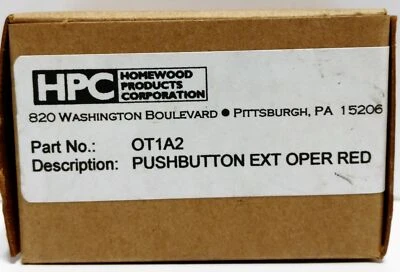 HPC
HOMEWOOD
PRODUCTS
CORPORATION
820 WASHINGTON BOULEVARD ● PITTSBURGH, PA 15206
Part No.: OT1A2
Description: PUSHBUTTON EXT OPER RED